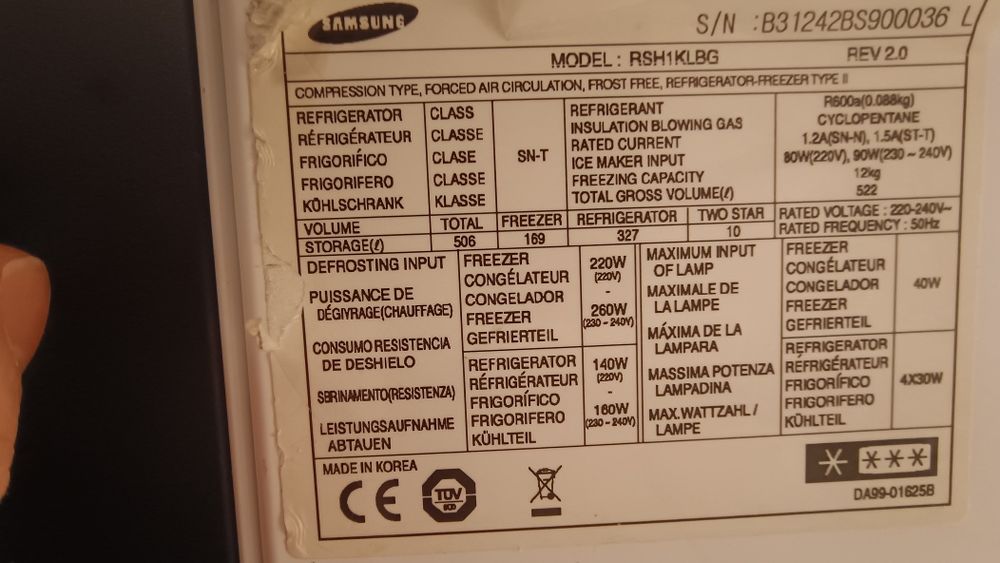 SAMSUNG
S/N :B31242BS900036 L
MODEL : RSH1KLBG REV 2.0
COMPRESSION TYPE, FORCED AIR CIRCULATION, FROST FREE, REFRIGERATOR-FREEZER TYPE II
REFRIGERATOR CLASS
RÉFRIGÉRATEUR CLASSE
FRIGORIFICO CLASE
FRIGORIFERO CLASSE
KÜHLSCHRANK KLASSE
SN-T
REFRIGERANT R600a(0.088kg)
INSULATION BLOWING GAS CYCLOPENTANE
RATED CURRENT 1.2A(SN-N), 1.5A(ST-T)
ICE MAKER INPUT 80W(220V), 90W(230 ~ 240V)
FREEZING CAPACITY 12kg
TOTAL GROSS VOLUME(ℓ) 522
VOLUME TOTAL FREEZER REFRIGERATOR TWO STAR
STORAGE(ℓ) 506 169 327 10
RATED VOLTAGE : 220-240V~
RATED FREQUENCY : 50Hz
DEFROSTING INPUT
PUISSANCE DE
DÉGIVRAGE(CHAUFFAGE)
CONSUMO RESISTENCIA
DE DESHIELO
SBRINAMENTO(RESISTENZA)
LEISTUNGSAUFNAHME
ABTAUEN
FREEZER
CONGÉLATEUR
CONGELADOR
FREEZER
GEFRIERTEIL
220W
(220V)
-
260W
(230 ~ 240V)
REFRIGERATOR
RÉFRIGÉRATEUR
FRIGORÍFICO
FRIGORIFERO
KÜHLTEIL
140W
(220V)
-
160W
(230 ~ 240V)
MAXIMUM INPUT
OF LAMP
MAXIMALE DE
LA LAMPE
MÁXIMA DE LA
LAMPARA
MASSIMA POTENZA
LAMPADINA
MAX.WATTZAHL /
LAMPE
FREEZER
CONGÉLATEUR
CONGELADOR
FREEZER
GEFRIERTEIL
40W
REFRIGERATOR
RÉFRIGÉRATEUR
FRIGORÍFICO
FRIGORIFERO
KÜHLTEIL
4X30W
MADE IN KOREA
CE
TÜV
DA99-01625B